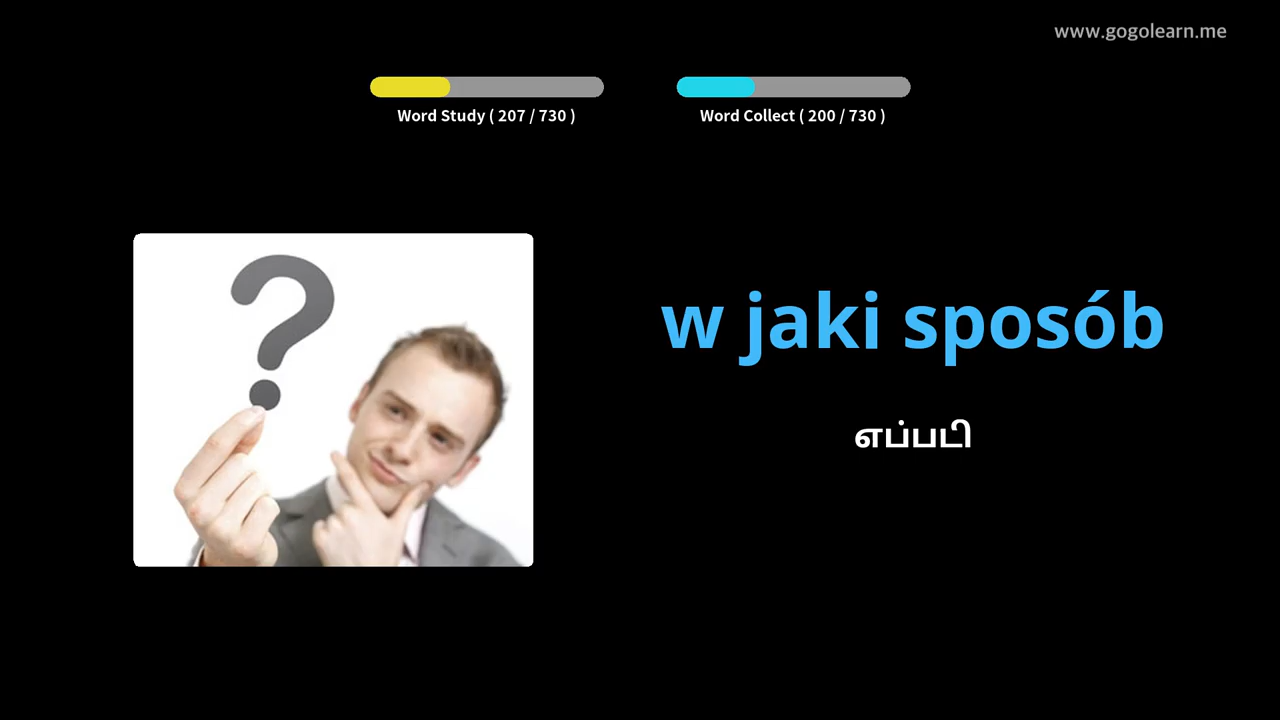 www.gogolearn.me
Word Study ( 207 / 730 )
Word Collect ( 200 / 730 )
w jaki sposób
எப்படி